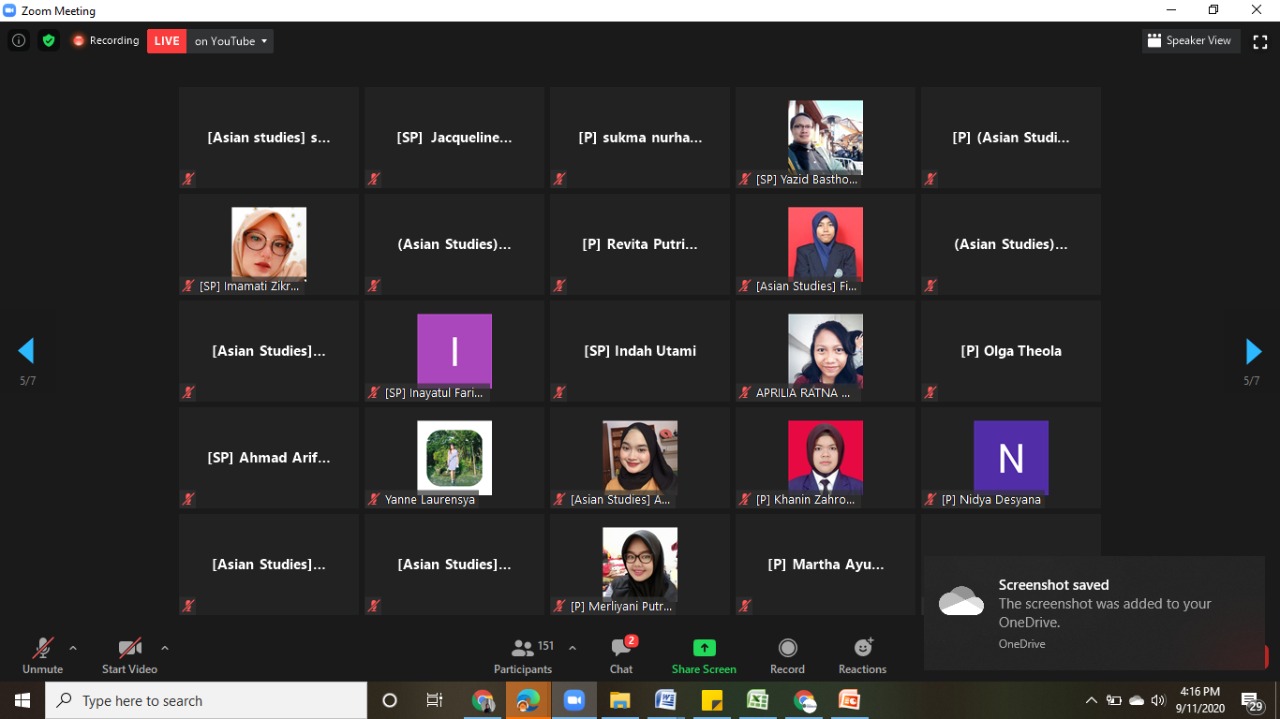 Zoom Meeting
Recording
LIVE
on YouTube
Speaker View
[Asian studies] s...
[SP] Jacqueline...
[P] sukma nurha...
[SP] Yazid Bastho...
[P] (Asian Studi...
[SP] Imamati Zikr...
(Asian Studies)...
[P] Revita Putri...
[Asian Studies] Fi...
(Asian Studies)...
5/7
[Asian Studies]...
I
[SP] Inayatul Fari...
[SP] Indah Utami
APRILIA RATNA ...
[P] Olga Theola
5/7
[SP] Ahmad Arif...
Yanne Laurensya
[Asian Studies] A...
[P] Khanin Zahro...
N
[P] Nidya Desyana
[Asian Studies]...
[Asian Studies]...
[P] Merliyani Putr...
[P] Martha Ayu...
Screenshot saved
The screenshot was added to your
OneDrive.
OneDrive
Unmute
Start Video
151
Participants
2
Chat
Share Screen
Record
Reactions
Type here to search
4:16 PM
9/11/2020
29